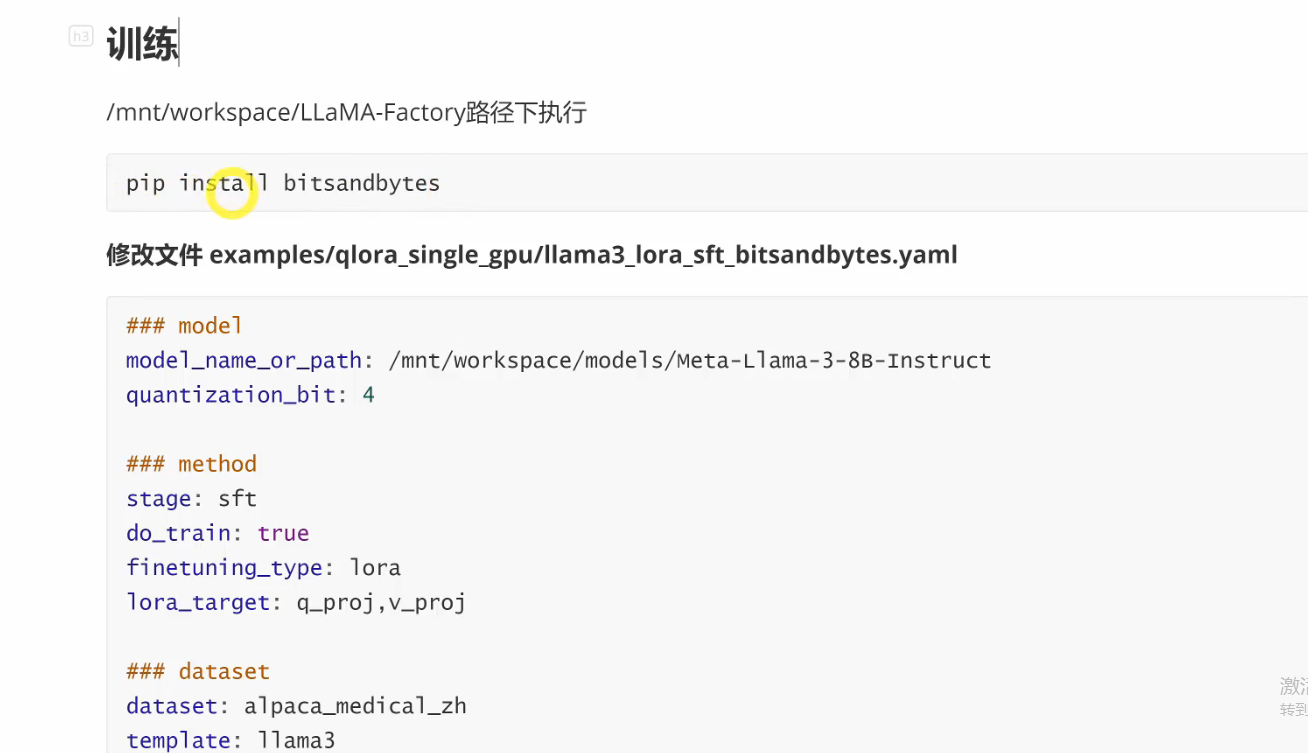 h3
训练
/mnt/workspace/LLaMA-Factory路径下执行
pip install bitsandbytes
修改文件 examples/qlora_single_gpu/llama3_lora_sft_bitsandbytes.yaml
### model
model_name_or_path: /mnt/workspace/models/Meta-Llama-3-8B-Instruct
quantization_bit: 4
### method
stage: sft
do_train: true
finetuning_type: lora
lora_target: q_proj,v_proj
### dataset
dataset: alpaca_medical_zh
template: llama3
激活
转到